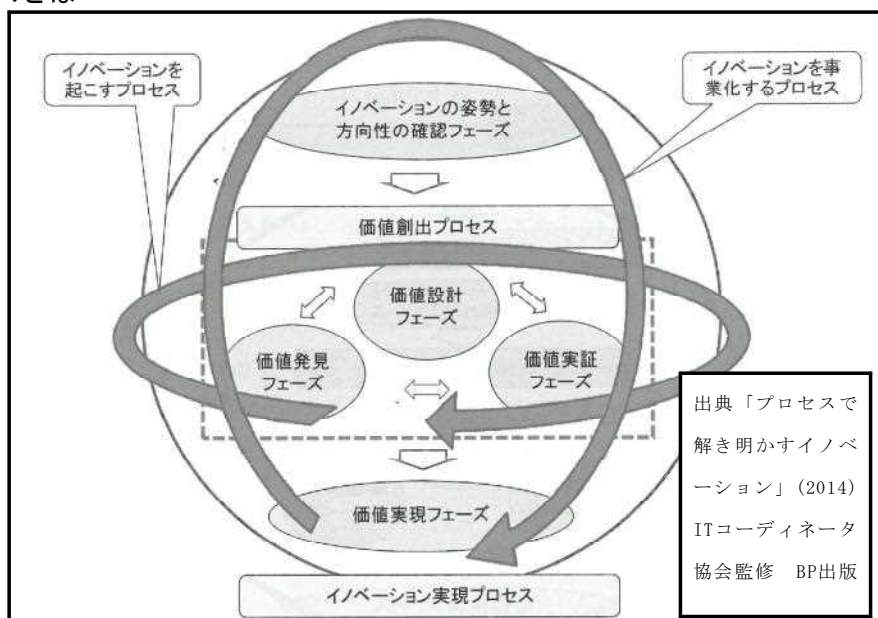 イノベーションを
起こすプロセス
イノベーションを事
業化するプロセス
イノベーションの姿勢と
方向性の確認フェーズ
価値創出プロセス
価値設計
フェーズ
価値発見
フェーズ
価値実証
フェーズ
価値実現フェーズ
イノベーション実現プロセス
出典「プロセスで
解き明かすイノベ
ーション」(2014)
ITコーディネータ
協会監修 BP出版